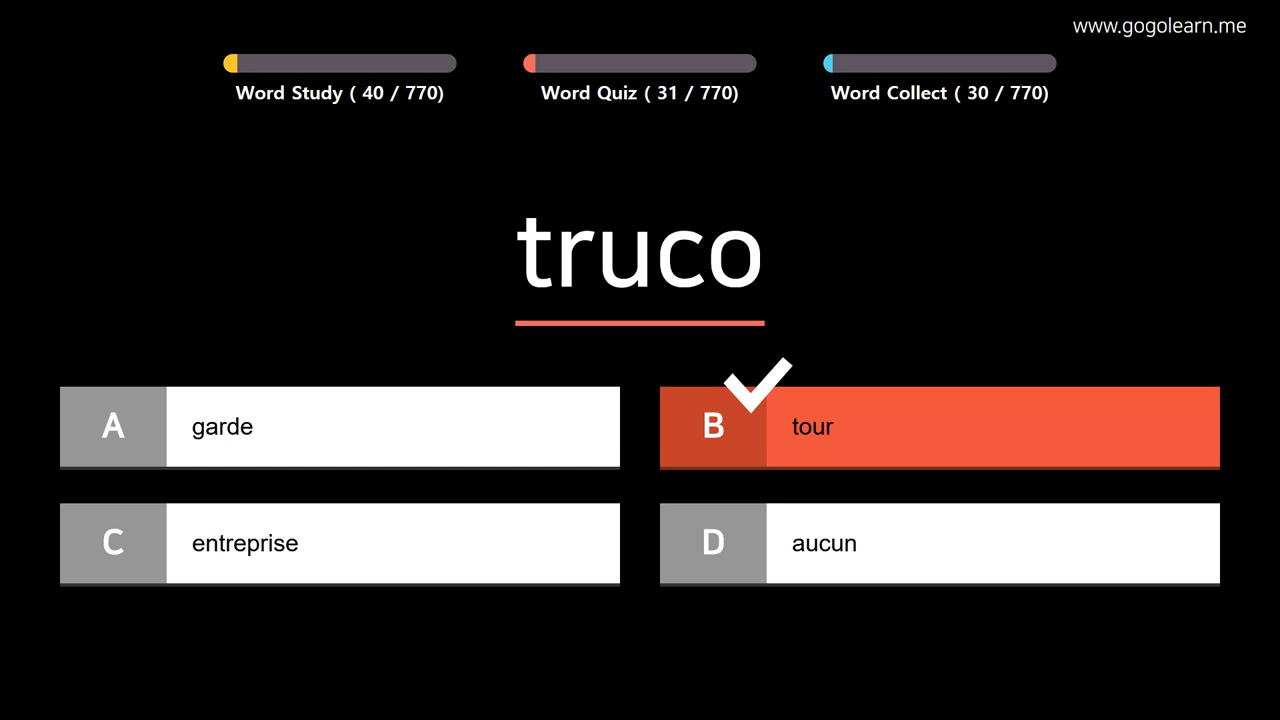 www.gogolearn.me
Word Study ( 40 / 770)
Word Quiz ( 31 / 770)
Word Collect ( 30 / 770)
truco
A garde
B tour
C entreprise
D aucun